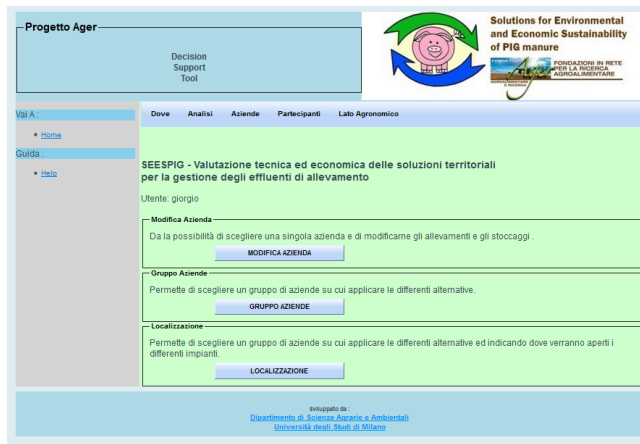 Progetto Ager
Decision
Support
Tool
Solutions for Environmental
and Economic Sustainability
of PIG manure
Ager
FONDAZIONI IN RETE
PER LA RICERCA
AGROALIMENTARE
AGROALIMENTARE
E RICERCA
Vai A :
Home
Guida :
Help
Dove Analisi Aziende Partecipanti Lato Agronomico
SEESPIG - Valutazione tecnica ed economica delle soluzioni territoriali
per la gestione degli effluenti di allevamento
Utente: giorgio
Modifica Azienda
Da la possibilità di scegliere una singola azienda e di modificarne gli allevamenti e gli stoccaggi .
MODIFICA AZIENDA
Gruppo Aziende
Permette di scegliere un gruppo di aziende su cui applicare le differenti alternative.
GRUPPO AZIENDE
Localizzazione
Permette di scegliere un gruppo di aziende su cui applicare le differenti alternative ed indicando dove verranno aperti i
differenti impianti.
LOCALIZZAZIONE
Sviluppato da :
Dipartimento di Scienze Agrarie e Ambientali
Università degli Studi di Milano